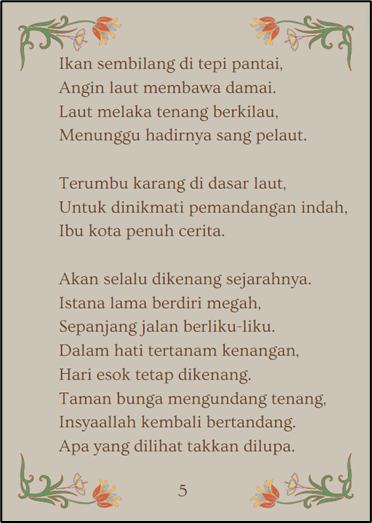 Ikan sembilang di tepi pantai,
Angin laut membawa damai.
Laut melaka tenang berkilau,
Menunggu hadirnya sang pelaut.
Terumbu karang di dasar laut,
Untuk dinikmati pemandangan indah,
Ibu kota penuh cerita.
Akan selalu dikenang sejarahnya.
Istana lama berdiri megah,
Sepanjang jalan berliku-liku.
Dalam hati tertanam kenangan,
Hari esok tetap dikenang.
Taman bunga mengundang tenang,
Insyaallah kembali bertandang.
Apa yang dilihat takkan dilupa.
5